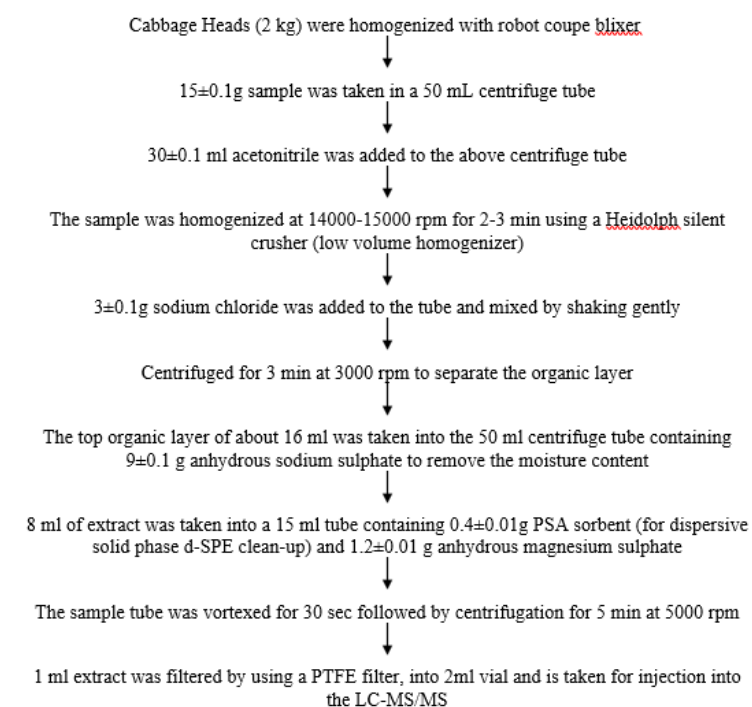 Cabbage Heads (2 kg) were homogenized with robot coupe blixer
15±0.1g sample was taken in a 50 mL centrifuge tube
30±0.1 ml acetonitrile was added to the above centrifuge tube
The sample was homogenized at 14000-15000 rpm for 2-3 min using a Heidolph silent
crusher (low volume homogenizer)
3±0.1g sodium chloride was added to the tube and mixed by shaking gently
Centrifuged for 3 min at 3000 rpm to separate the organic layer
The top organic layer of about 16 ml was taken into the 50 ml centrifuge tube containing
9±0.1 g anhydrous sodium sulphate to remove the moisture content
8 ml of extract was taken into a 15 ml tube containing 0.4±0.01g PSA sorbent (for dispersive
solid phase d-SPE clean-up) and 1.2±0.01 g anhydrous magnesium sulphate
The sample tube was vortexed for 30 sec followed by centrifugation for 5 min at 5000 rpm
1 ml extract was filtered by using a PTFE filter, into 2ml vial and is taken for injection into
the LC-MS/MS